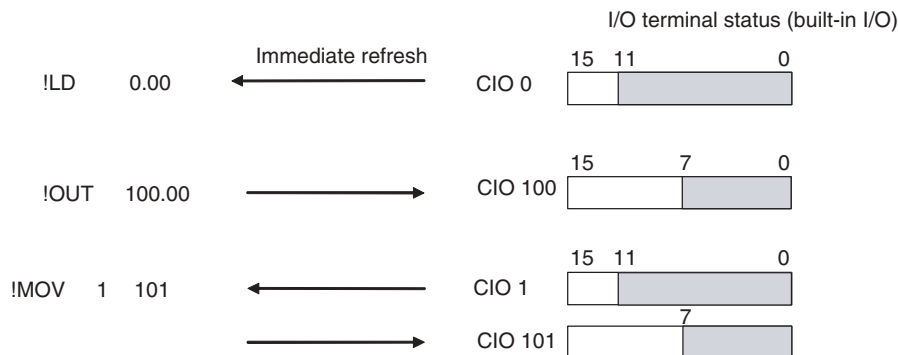 I/O terminal status (built-in I/O)
Immediate refresh
15 11 0
!LD 0.00 CIO 0
15 7 0
!OUT 100.00 CIO 100
15 11 0
!MOV 1 101 CIO 1
7
CIO 101